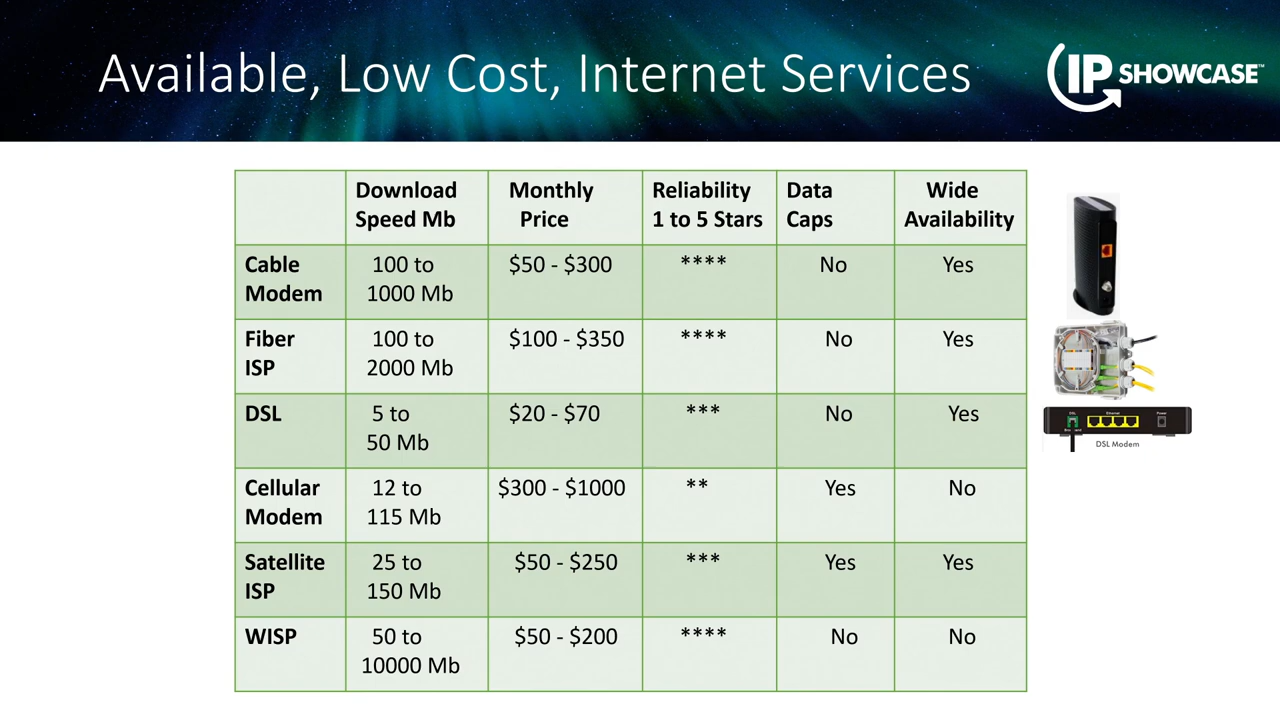 Available, Low Cost, Internet Services
IP SHOWCASE™
Download Speed Mb | Monthly Price | Reliability 1 to 5 Stars | Data Caps | Wide Availability
Cable Modem | 100 to 1000 Mb | $50 - $300 | **** | No | Yes
Fiber ISP | 100 to 2000 Mb | $100 - $350 | **** | No | Yes
DSL | 5 to 50 Mb | $20 - $70 | *** | No | Yes
Cellular Modem | 12 to 115 Mb | $300 - $1000 | ** | Yes | No
Satellite ISP | 25 to 150 Mb | $50 - $250 | *** | Yes | Yes
WISP | 50 to 10000 Mb | $50 - $200 | **** | No | No
DSL
Ethernet
Power
DSL Modem